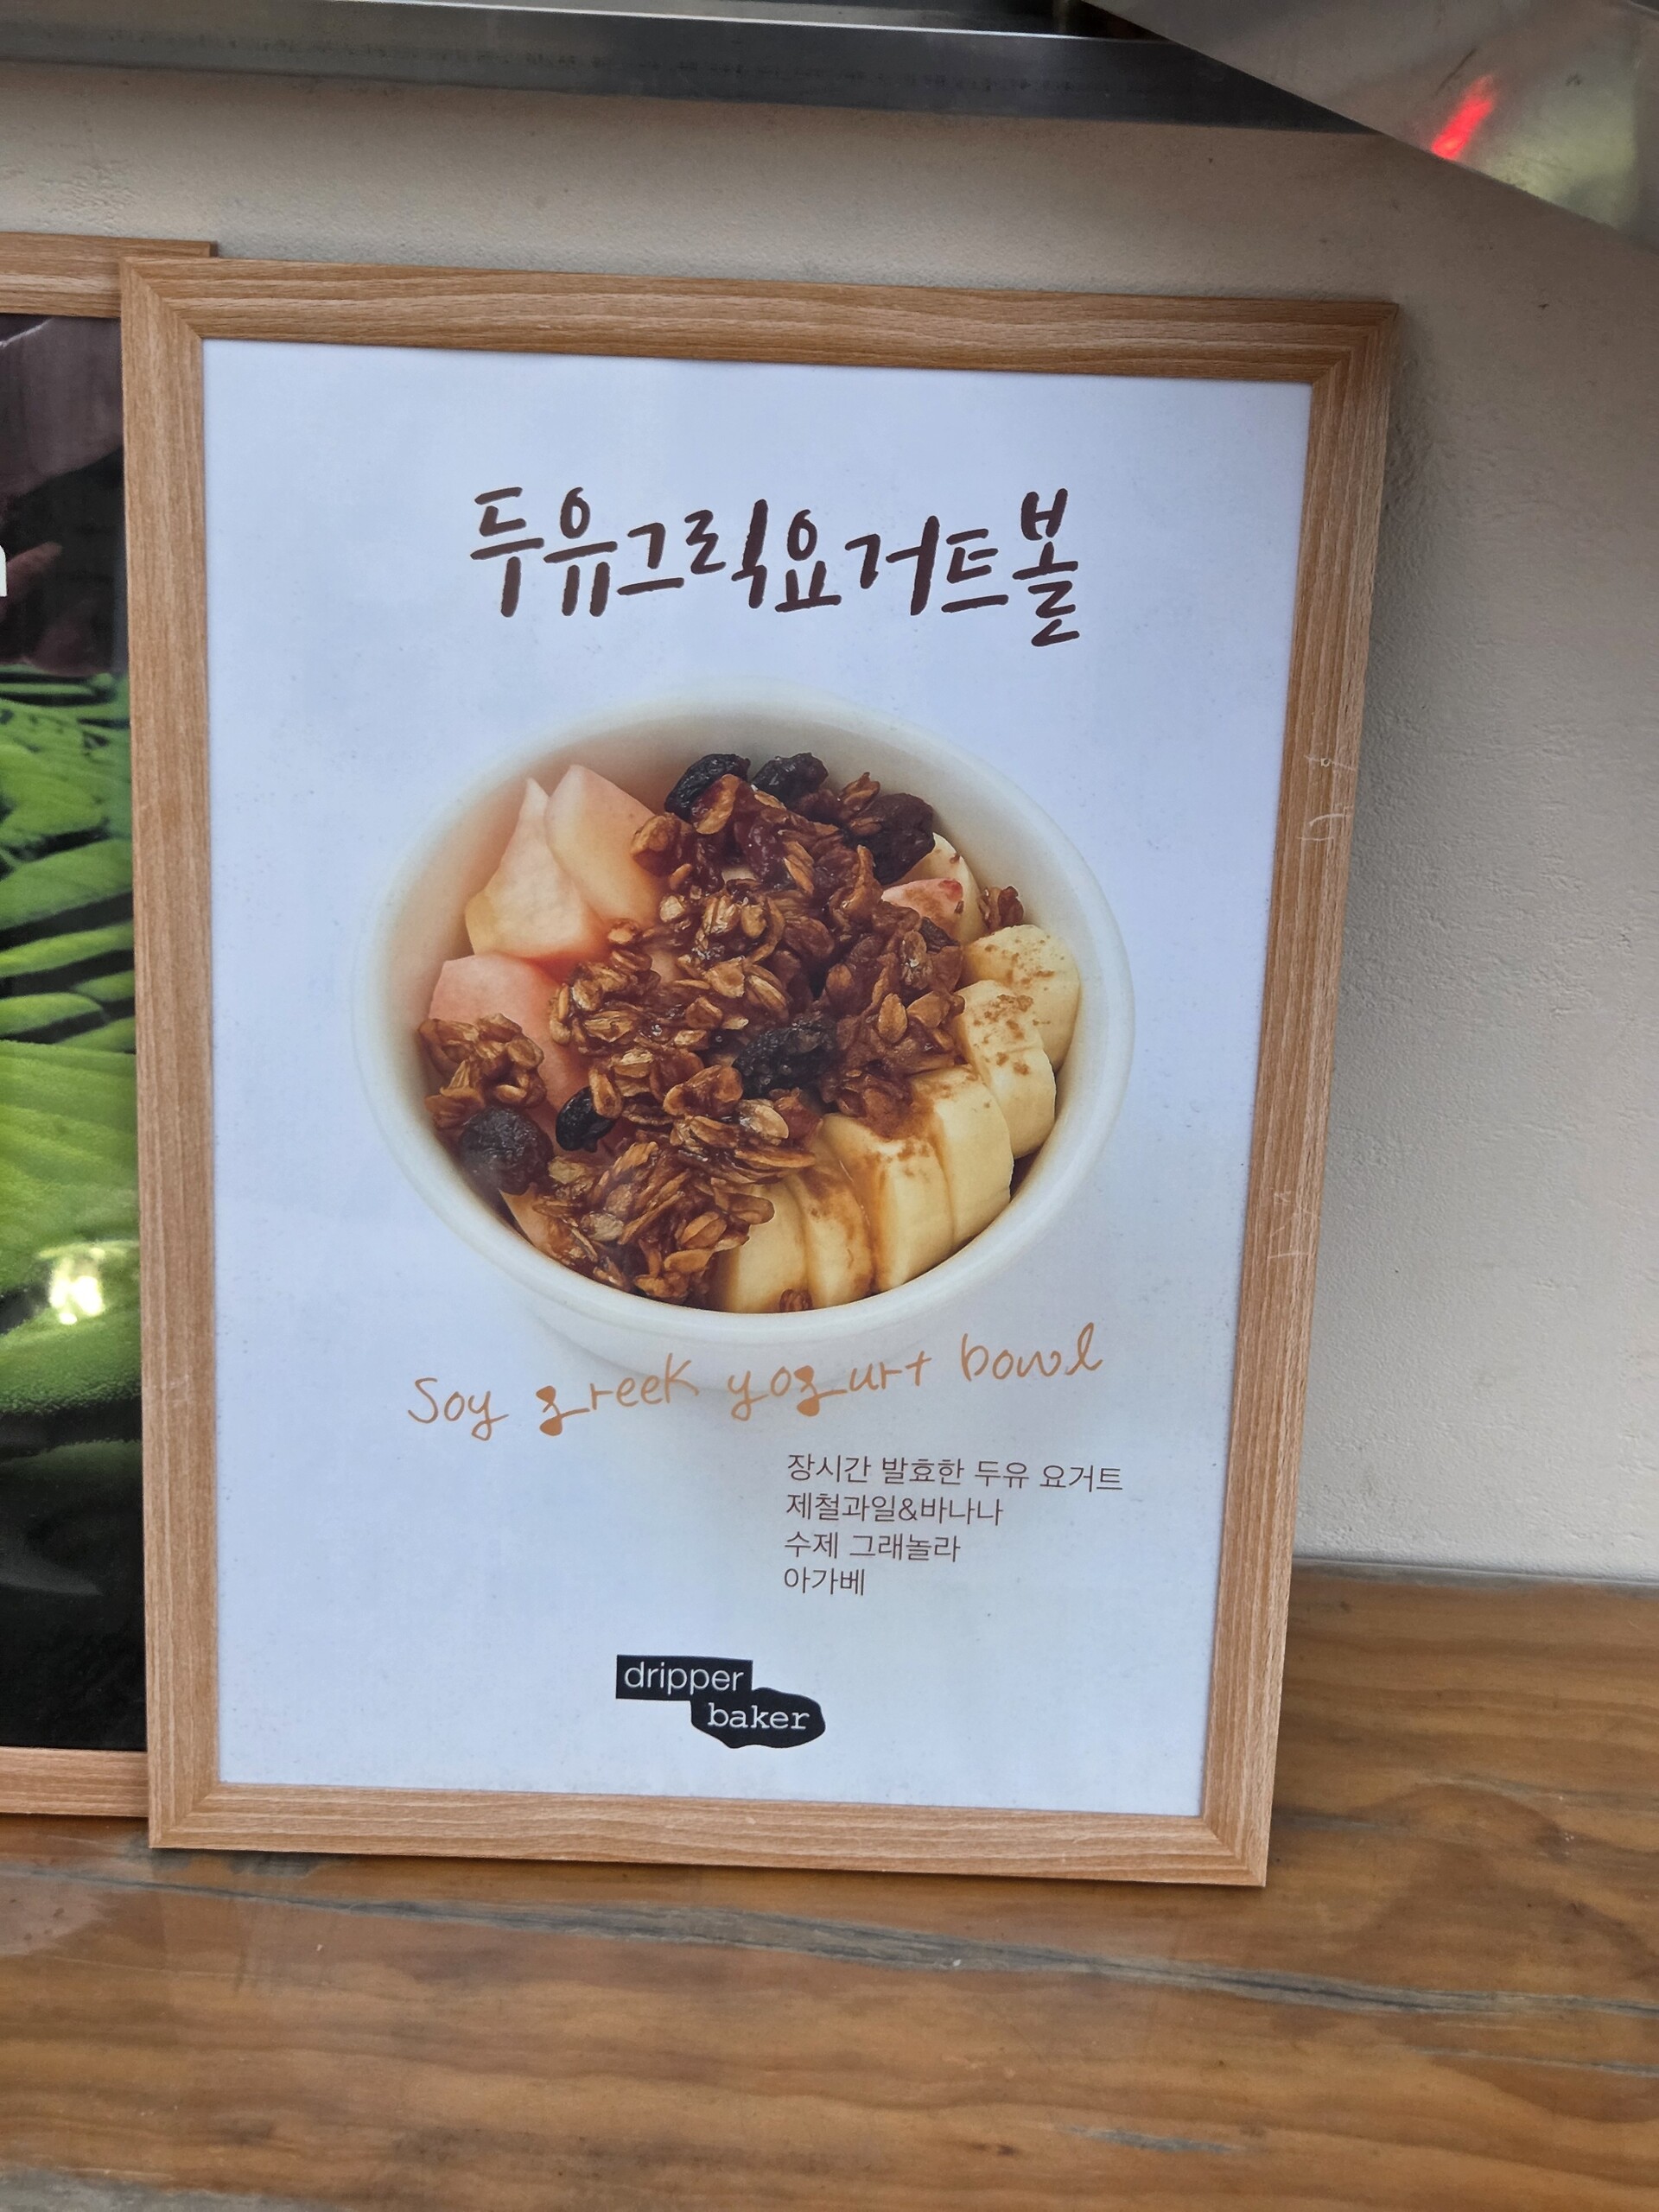 두유그릭요거트볼
Soy greek yogurt bowl
장시간 발효한 두유 요거트
제철과일&바나나
수제 그래놀라
아가베
dripper
baker